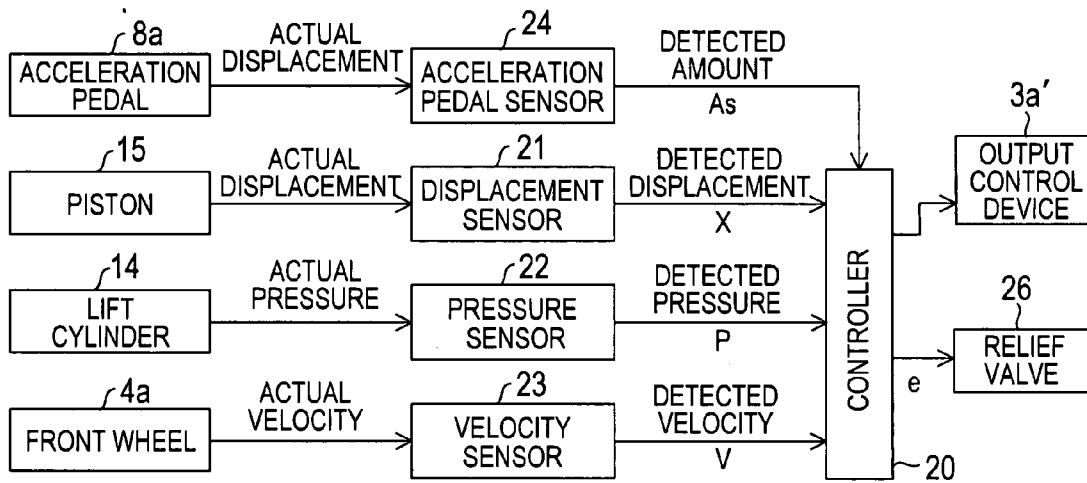 8a
ACCELERATION
PEDAL
ACTUAL
DISPLACEMENT
24
ACCELERATION
PEDAL SENSOR
DETECTED
AMOUNT
As
3a'
OUTPUT
CONTROL
DEVICE
15
PISTON
ACTUAL
DISPLACEMENT
21
DISPLACEMENT
SENSOR
DETECTED
DISPLACEMENT
X
14
LIFT
CYLINDER
ACTUAL
PRESSURE
22
PRESSURE
SENSOR
DETECTED
PRESSURE
P
CONTROLLER
26
RELIEF
VALVE
e
4a
FRONT WHEEL
ACTUAL
VELOCITY
23
VELOCITY
SENSOR
DETECTED
VELOCITY
V
20